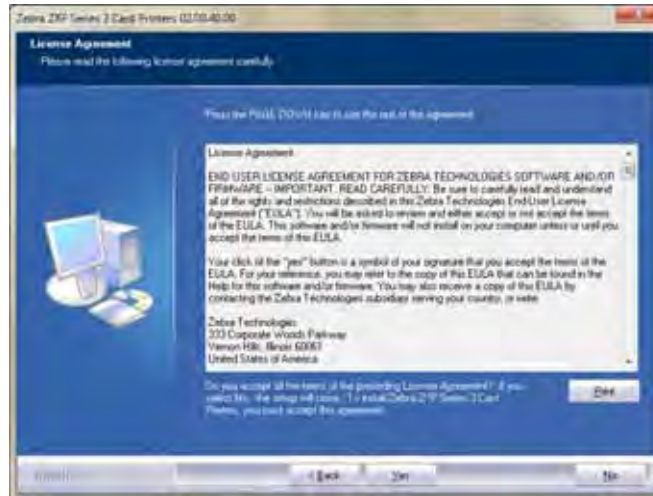 Zebra ZXP Series 3 Card Printers 02.00.40.00
License Agreement
Please read the following license agreement carefully.
Press the PAGE DOWN key to see the rest of the agreement.
License Agreement
END USER LICENSE AGREEMENT FOR ZEBRA TECHNOLOGIES SOFTWARE AND/OR
FIRMWARE – IMPORTANT, READ CAREFULLY: Be sure to carefully read and understand
all of the rights and restrictions described in this Zebra Technologies End-User License
Agreement ("EULA"). You will be asked to review and either accept or not accept the terms
of the EULA. This software and/or firmware will not install on your computer unless or until you
accept the terms of this EULA.
Your click of the "yes" button is a symbol of your signature that you accept the terms of the
EULA. For your reference, you may refer to the copy of this EULA that can be found in the
Help for this software and/or firmware. You may also receive a copy of this EULA by
contacting the Zebra Technologies subsidiary serving your country, or write:
Zebra Technologies
333 Corporate Woods Parkway
Vernon Hills, Illinois 60061
United States of America
Do you accept all the terms of the preceding License Agreement? If you
select No, the setup will close. To install Zebra ZXP Series 3 Card
Printers, you must accept this agreement.
Print
< Back
Yes
No